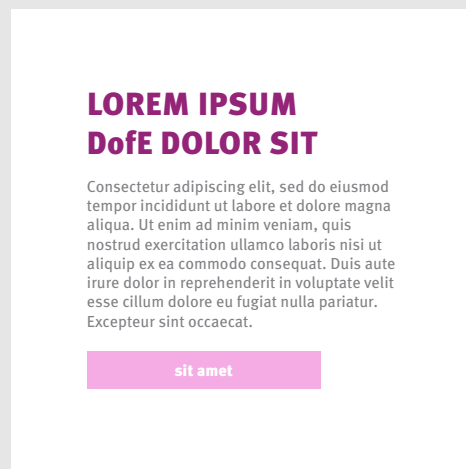 LOREM IPSUM
DofE DOLOR SIT
Consectetur adipiscing elit, sed do eiusmod
tempor incididunt ut labore et dolore magna
aliqua. Ut enim ad minim veniam, quis
nostrud exercitation ullamco laboris nisi ut
aliquip ex ea commodo consequat. Duis aute
irure dolor in reprehenderit in voluptate velit
esse cillum dolore eu fugiat nulla pariatur.
Excepteur sint occaecat.
sit amet